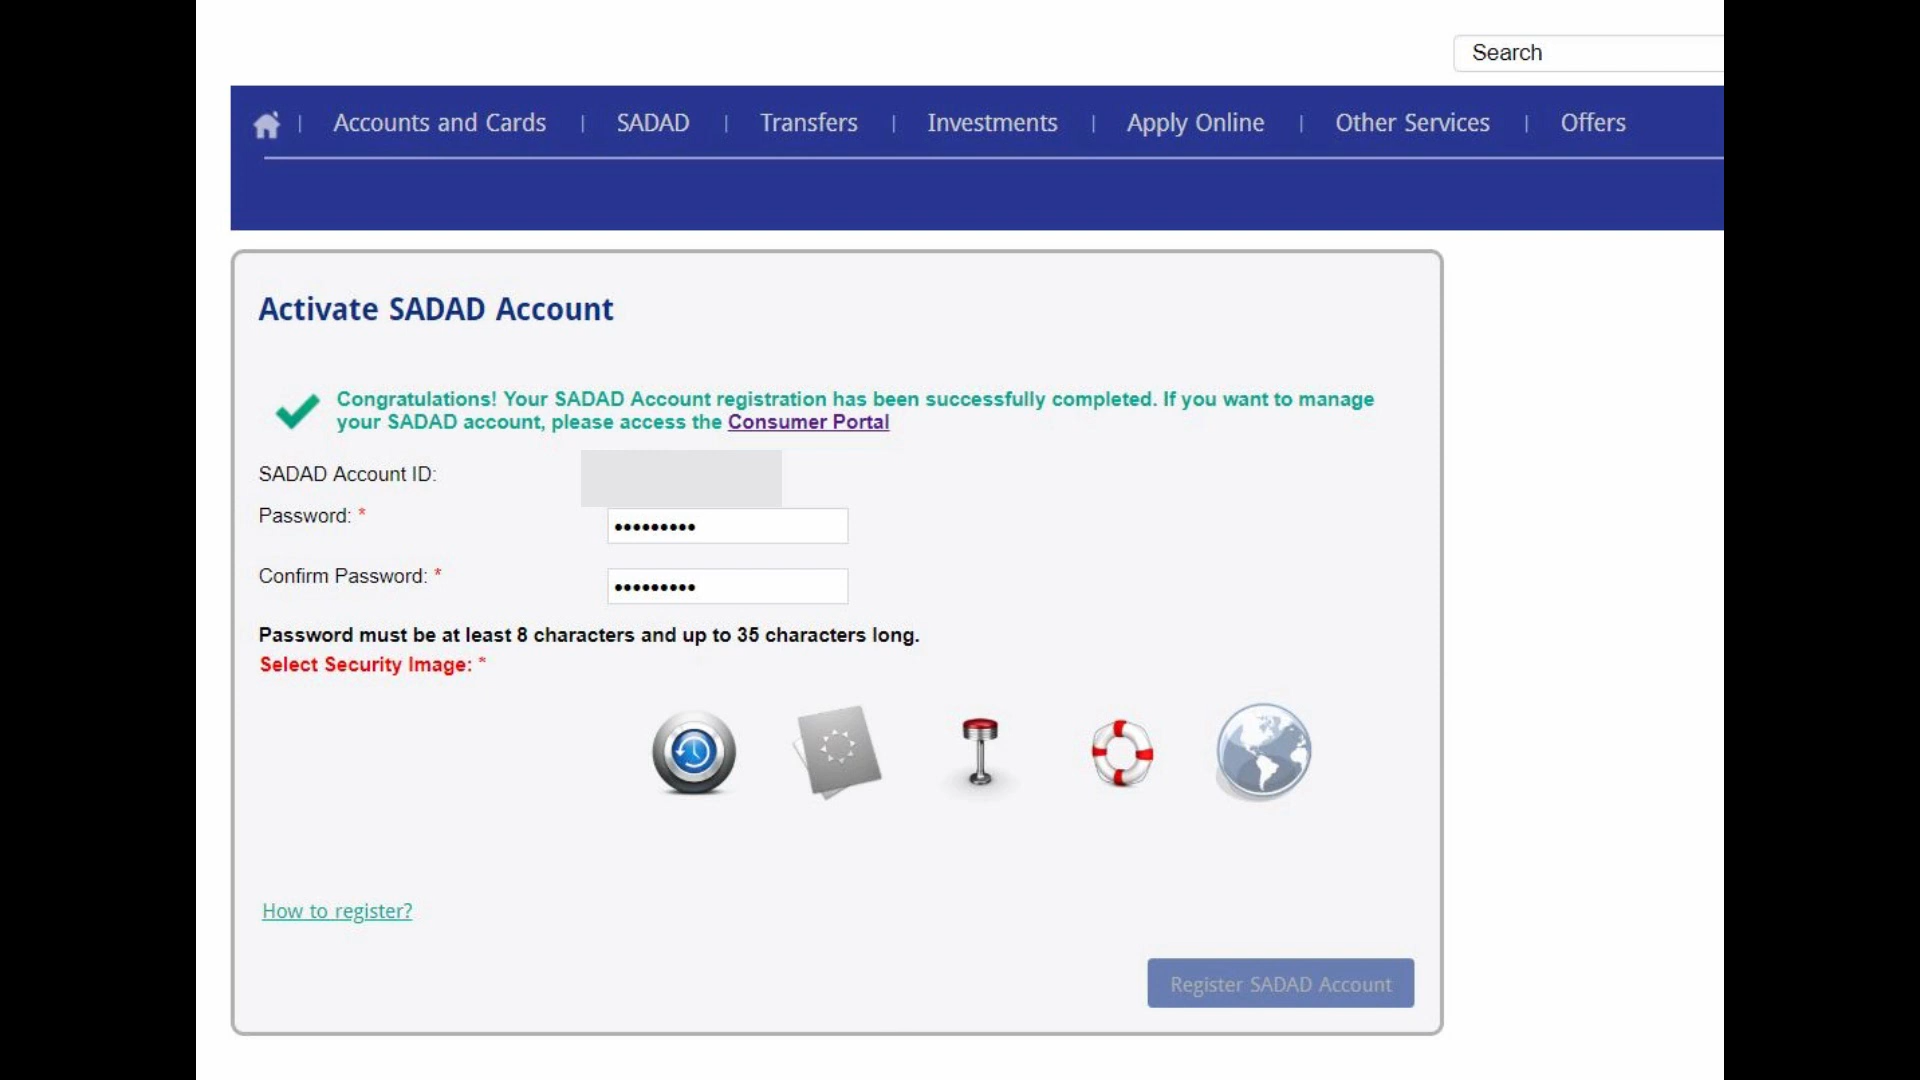 Search
Accounts and Cards | SADAD | Transfers | Investments | Apply Online | Other Services | Offers
Activate SADAD Account
Congratulations! Your SADAD Account registration has been successfully completed. If you want to manage
your SADAD account, please access the Consumer Portal
SADAD Account ID:
Password: *
Confirm Password: *
Password must be at least 8 characters and up to 35 characters long.
Select Security Image: *
How to register?
Register SADAD Account